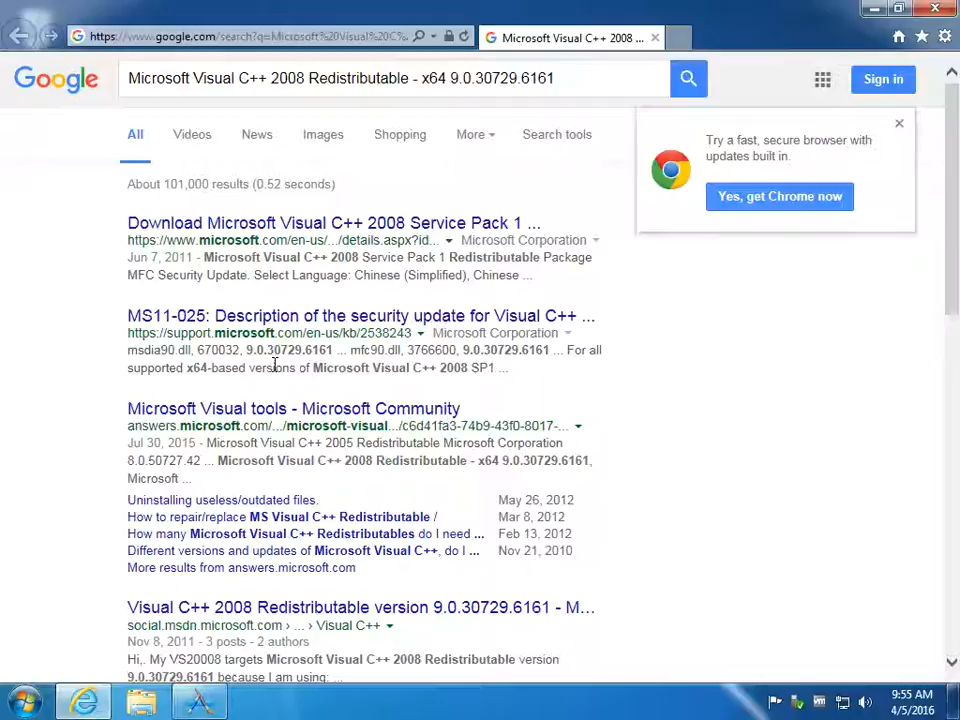 https://www.google.com/search?q=Microsoft%20Visual%20C%...
Microsoft Visual C++ 2008 ...
Google
Microsoft Visual C++ 2008 Redistributable - x64 9.0.30729.6161
Sign in
All
Videos
News
Images
Shopping
More
Search tools
Try a fast, secure browser with
updates built in.
Yes, get Chrome now
About 101,000 results (0.52 seconds)
Download Microsoft Visual C++ 2008 Service Pack 1 ...
https://www.microsoft.com/en-us/.../details.aspx?id... Microsoft Corporation
Jun 7, 2011 - Microsoft Visual C++ 2008 Service Pack 1 Redistributable Package
MFC Security Update. Select Language: Chinese (Simplified), Chinese ...
MS11-025: Description of the security update for Visual C++ ...
https://support.microsoft.com/en-us/kb/2538243 Microsoft Corporation
msdia90.dll, 670032, 9.0.30729.6161 ... mfc90.dll, 3766600, 9.0.30729.6161 ... For all
supported x64-based versions of Microsoft Visual C++ 2008 SP1 ...
Microsoft Visual tools - Microsoft Community
answers.microsoft.com/.../microsoft-visual.../c6d41fa3-74b9-43f0-8017-...
Jul 30, 2015 - Microsoft Visual C++ 2005 Redistributable Microsoft Corporation
8.0.50727.42 ... Microsoft Visual C++ 2008 Redistributable - x64 9.0.30729.6161,
Microsoft ...
Uninstalling useless/outdated files. May 26, 2012
How to repair/replace MS Visual C++ Redistributable / Mar 8, 2012
How many Microsoft Visual C++ Redistributables do I need ... Feb 13, 2012
Different versions and updates of Microsoft Visual C++, do I ... Nov 21, 2010
More results from answers.microsoft.com
Visual C++ 2008 Redistributable version 9.0.30729.6161 - M...
social.msdn.microsoft.com › ... › Visual C++
Nov 8, 2011 - 3 posts - 2 authors
Hi,. My VS20008 targets Microsoft Visual C++ 2008 Redistributable version
9.0.30729.6161 because I am using: ...
9:55 AM
4/5/2016